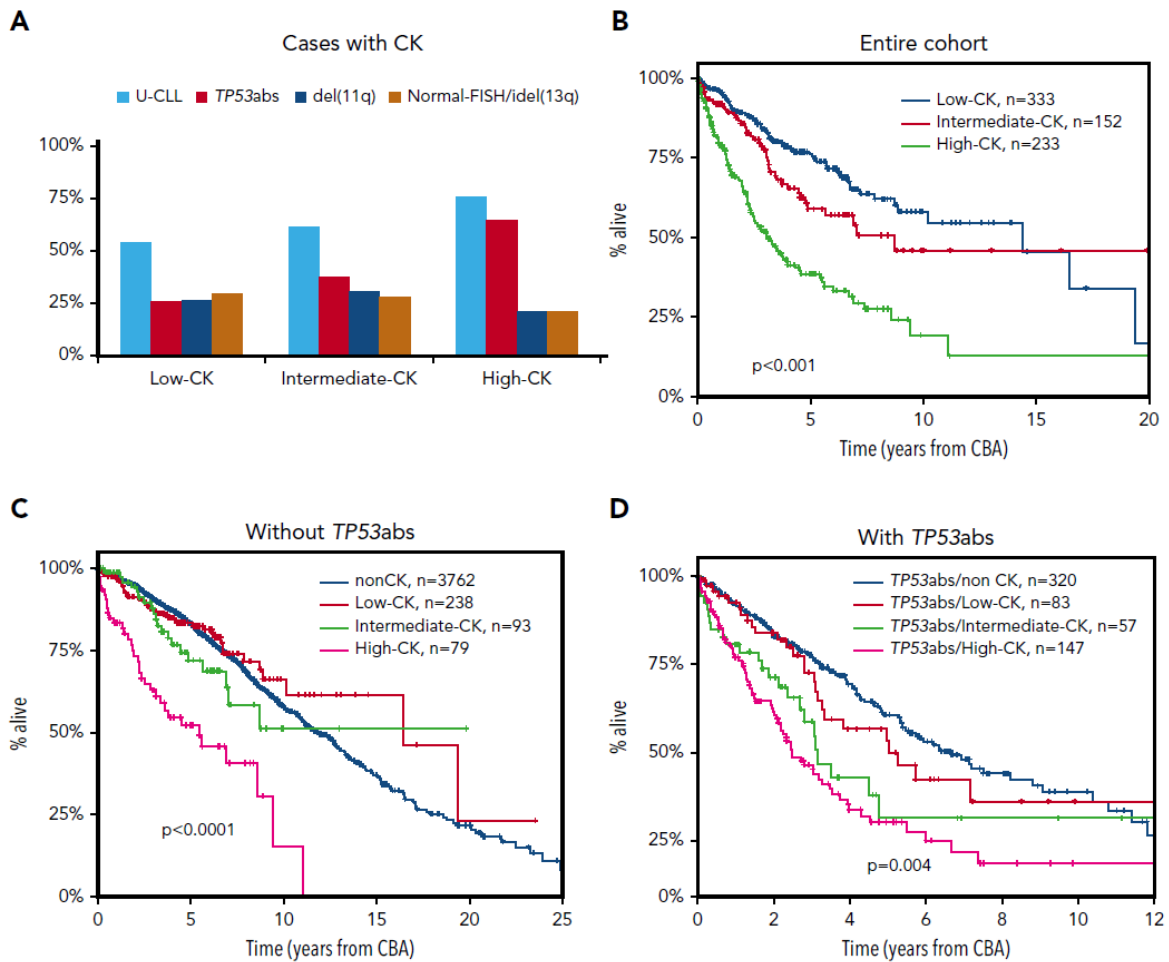 A
Cases with CK
U-CLL TP53abs del(11q) Normal-FISH/idel(13q)
100%
75%
50%
25%
0%
Low-CK Intermediate-CK High-CK
B
Entire cohort
100%
75%
50%
25%
0%
% alive
Low-CK, n=333
Intermediate-CK, n=152
High-CK, n=233
p<0.001
0 5 10 15 20
Time (years from CBA)
C
Without TP53abs
100%
75%
50%
25%
0%
% alive
nonCK, n=3762
Low-CK, n=238
Intermediate-CK, n=93
High-CK, n=79
p<0.0001
0 5 10 15 20 25
Time (years from CBA)
D
With TP53abs
100%
75%
50%
25%
0%
% alive
TP53abs/non CK, n=320
TP53abs/Low-CK, n=83
TP53abs/Intermediate-CK, n=57
TP53abs/High-CK, n=147
p=0.004
0 2 4 6 8 10 12
Time (years from CBA)